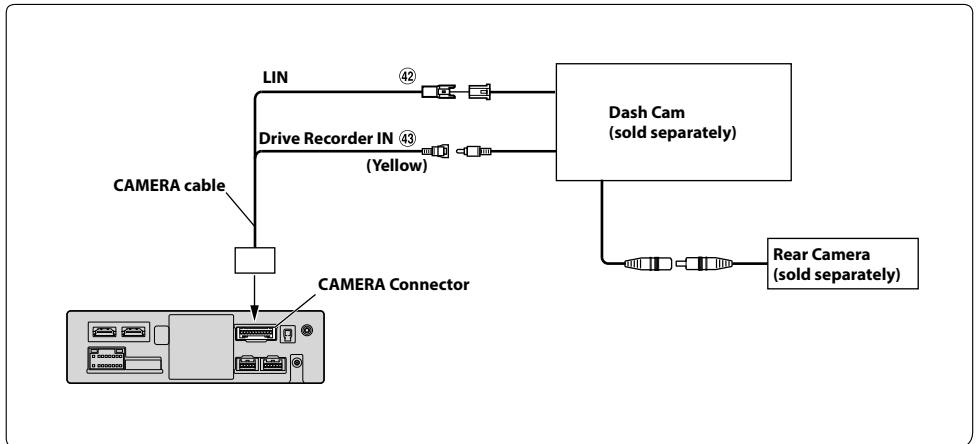 LIN ㊷
Dash Cam
(sold separately)
Drive Recorder IN ㊸
(Yellow)
CAMERA cable
Rear Camera
(sold separately)
CAMERA Connector